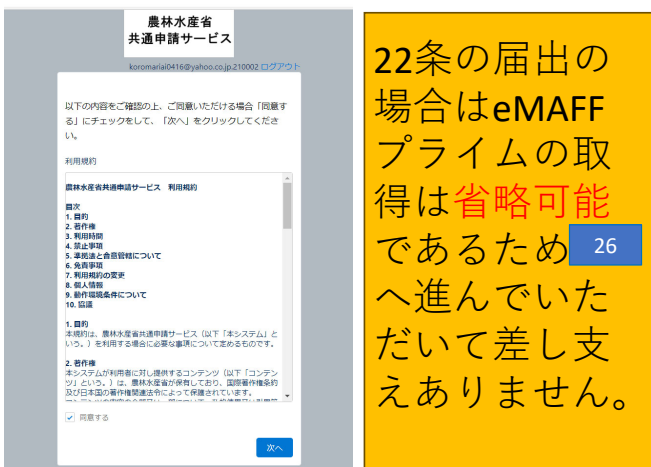 農林水産省
共通申請サービス
koromariai0416@yahoo.co.jp.210002 ログアウト
以下の内容をご確認の上、ご同意いただける場合「同意す
る」にチェックをして、「次へ」をクリックしてくださ
い。
利用規約
農林水産省共通申請サービス 利用規約
目次
1. 目的
2. 著作権
3. 利用時間
4. 禁止事項
5. 準拠法と合意管轄について
6. 免責事項
7. 利用規約の変更
8. 個人情報
9. 動作環境条件について
10. 協議
1. 目的
本規約は、農林水産省共通申請サービス（以下「本システム」と
いう。）を利用する場合に必要な事項について定めるものです。
2. 著作権
本システムが利用者に対し提供するコンテンツ（以下「コンテン
ツ」という。）は、農林水産省が保有しており、国際著作権条約
及び日本国の著作権関連法令によって保護されています。
同意する
次へ
22条の届出の
場合はeMAFF
プライムの取
得は省略可能
であるため 26
へ進んでいた
だいて差し支
えありません。